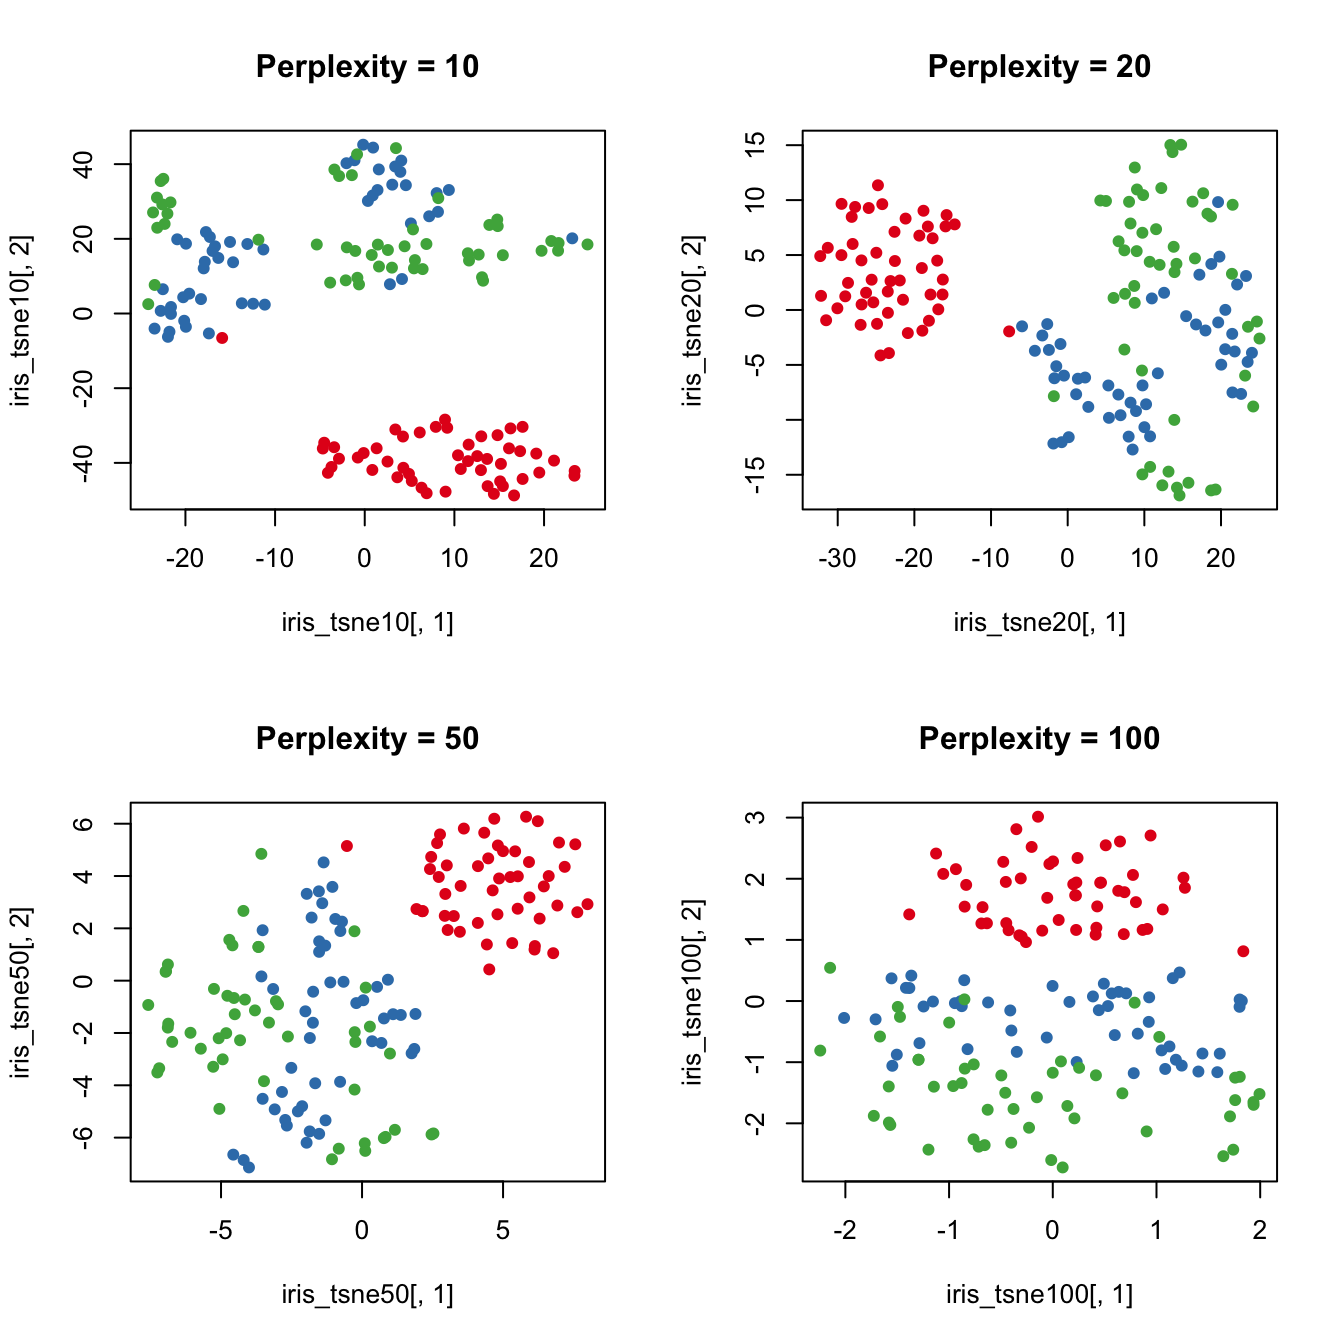 Perplexity = 10
40
20
0
-20
-40
iris_tsne10[, 2]
-20 -10 0 10 20
iris_tsne10[, 1]
Perplexity = 20
15
10
5
0
-5
-15
iris_tsne20[, 2]
-30 -20 -10 0 10 20
iris_tsne20[, 1]
Perplexity = 50
6
4
2
0
-2
-4
-6
iris_tsne50[, 2]
-5 0 5
iris_tsne50[, 1]
Perplexity = 100
3
2
1
0
-1
-2
iris_tsne100[, 2]
-2 -1 0 1 2
iris_tsne100[, 1]